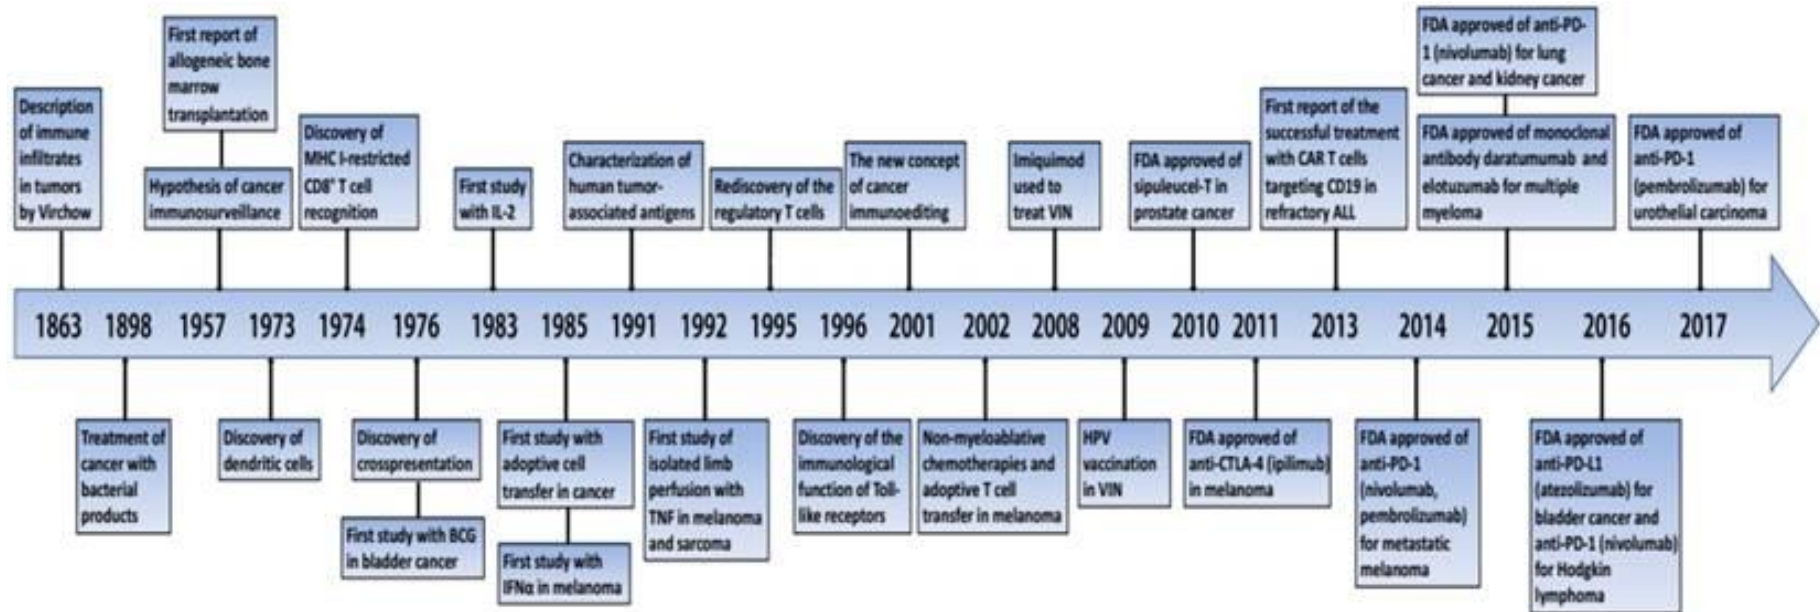 First report of
allogeneic bone
marrow
transplantation
FDA approved of anti-PD-
1 (nivolumab) for lung
cancer and kidney cancer
Description
of immune
infiltrates
in tumors
by Virchow
Hypothesis of cancer
immunosurveillance
Discovery of
MHC I-restricted
CD8⁺ T cell
recognition
First study
with IL-2
Characterization of
human tumor-
associated antigens
Rediscovery of the
regulatory T cells
The new concept
of cancer
immunoediting
Imiquimod
used to
treat VIN
FDA approved of
sipuleucel-T in
prostate cancer
First report of the
successful treatment
with CAR T cells
targeting CD19 in
refractory ALL
FDA approved of monoclonal
antibody daratumumab and
elotuzumab for multiple
myeloma
FDA approved of
anti-PD-1
(pembrolizumab) for
urothelial carcinoma
1863 1898 1957 1973 1974 1976 1983 1985 1991 1992 1995 1996 2001 2002 2008 2009 2010 2011 2013 2014 2015 2016 2017
Treatment of
cancer with
bacterial
products
Discovery of
dendritic cells
Discovery of
crosspresentation
First study with BCG
in bladder cancer
First study with
adoptive cell
transfer in cancer
First study with
IFNα in melanoma
First study of
isolated limb
perfusion with
TNF in melanoma
and sarcoma
Discovery of the
immunological
function of Toll-
like receptors
Non-myeloablative
chemotherapies and
adoptive T cell
transfer in melanoma
HPV
vaccination
in VIN
FDA approved of
anti-CTLA-4 (ipilimub)
in melanoma
FDA approved of
anti-PD-1
(nivolumab,
pembrolizumab)
for metastatic
melanoma
FDA approved of
anti-PD-L1
(atezolizumab) for
bladder cancer and
anti-PD-1 (nivolumab)
for Hodgkin
lymphoma